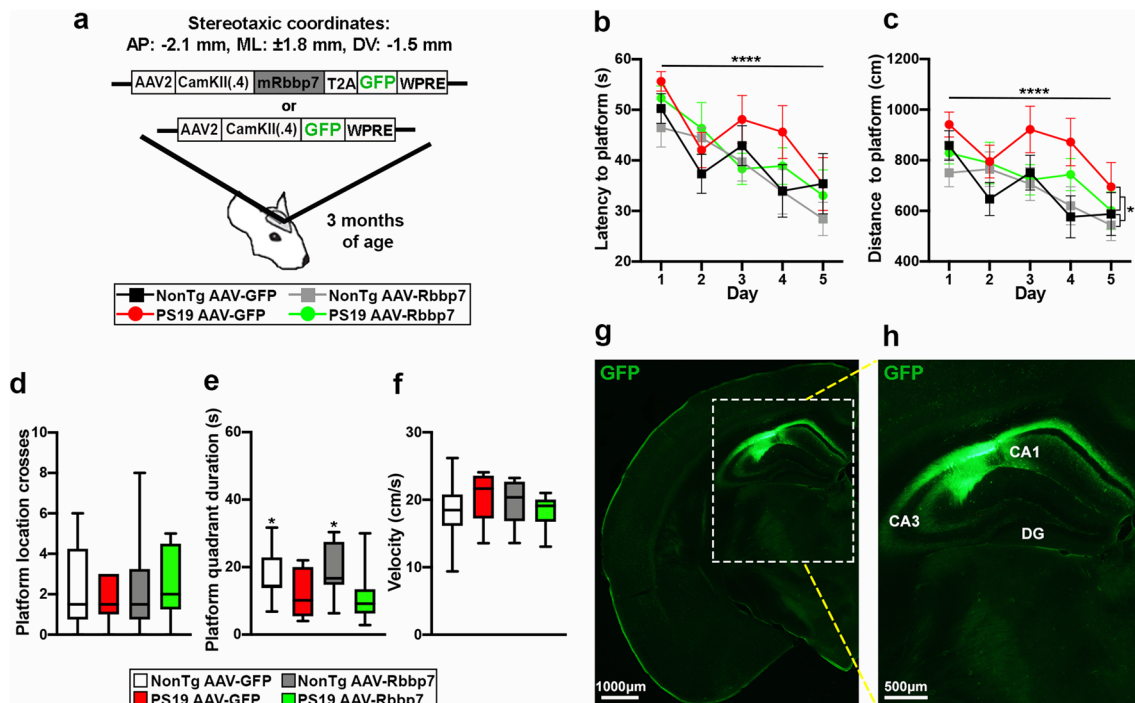 a
Stereotaxic coordinates:
AP: -2.1 mm, ML: ±1.8 mm, DV: -1.5 mm
AAV2 CamKII(.4) mRbbp7 T2A GFP WPRE
or
AAV2 CamKII(.4) GFP WPRE
3 months
of age
NonTg AAV-GFP NonTg AAV-Rbbp7
PS19 AAV-GFP PS19 AAV-Rbbp7
b
Latency to platform (s)
60
50
40
30
20
****
1 2 3 4 5
Day
c
Distance to platform (cm)
1200
1000
800
600
400
****
*
1 2 3 4 5
Day
d
Platform location crosses
10
8
6
4
2
0
e
Platform quadrant duration (s)
60
40
20
0
* *
f
Velocity (cm/s)
30
20
10
0
NonTg AAV-GFP NonTg AAV-Rbbp7
PS19 AAV-GFP PS19 AAV-Rbbp7
g
GFP
1000µm
h
GFP
CA1
CA3
DG
500µm